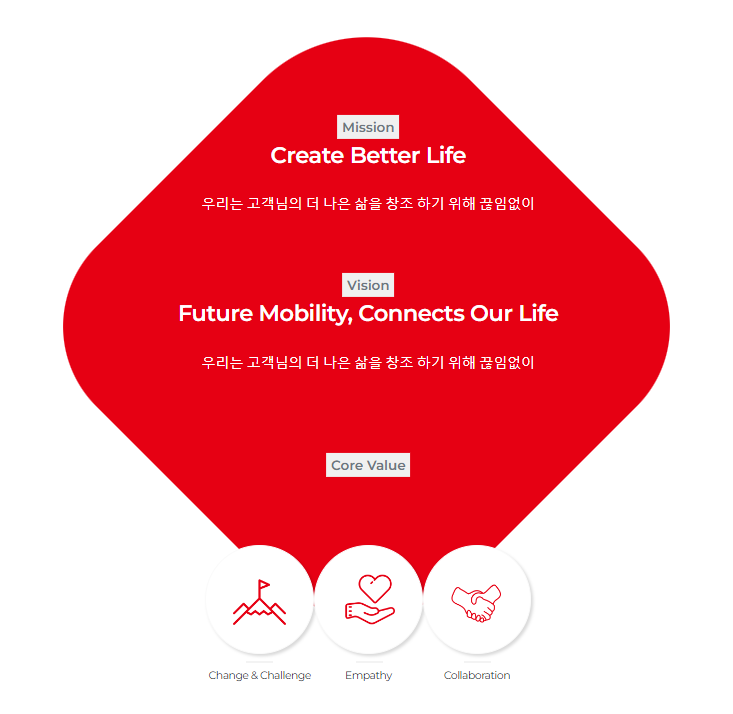 Mission
Create Better Life
우리는 고객님의 더 나은 삶을 창조 하기 위해 끊임없이
Vision
Future Mobility, Connects Our Life
우리는 고객님의 더 나은 삶을 창조 하기 위해 끊임없이
Core Value
Change & Challenge
Empathy
Collaboration